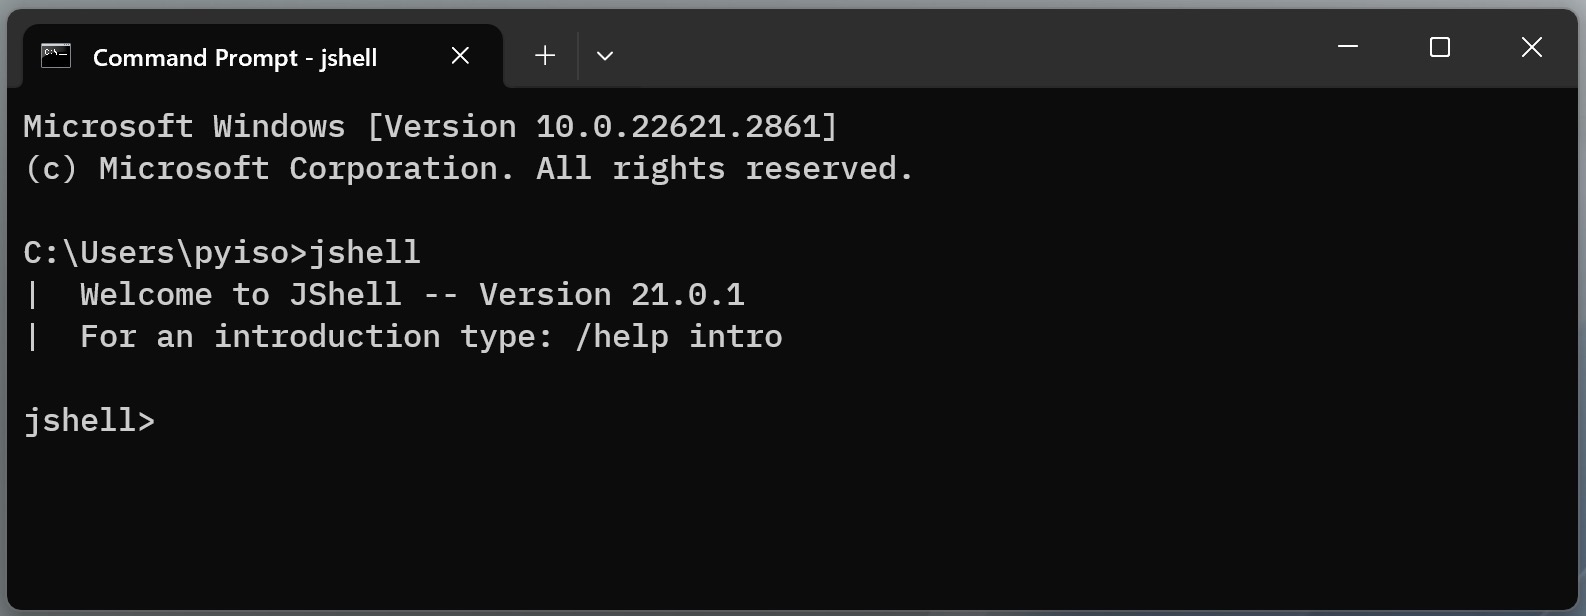 Command Prompt - jshell
Microsoft Windows [Version 10.0.22621.2861]
(c) Microsoft Corporation. All rights reserved.
C:\Users\pyiso>jshell
|  Welcome to JShell -- Version 21.0.1
|  For an introduction type: /help intro
jshell>